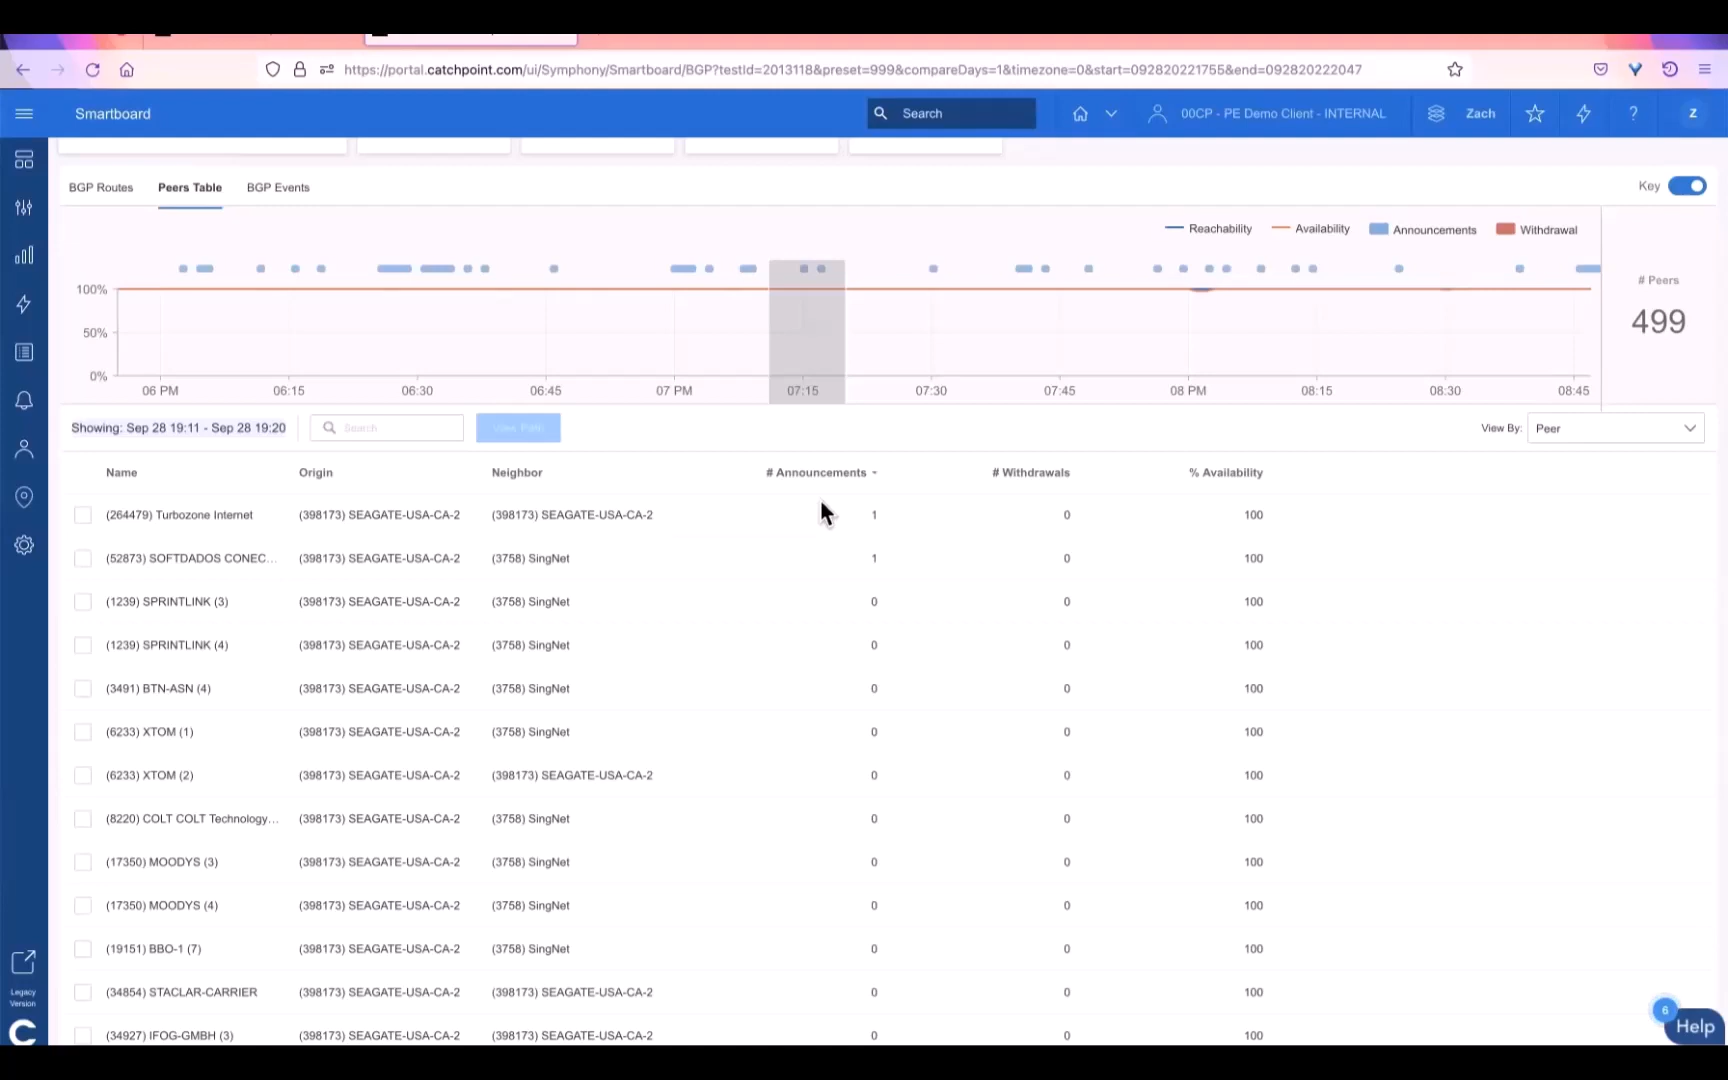 https://portal.catchpoint.com/ui/Symphony/Smartboard/BGP?testId=2013118&preset=999&compareDays=1&timezone=0&start=092820221755&end=092820222047
Smartboard
Search
00CP - PE Demo Client - INTERNAL
Zach
?
Z
BGP Routes
Peers Table
BGP Events
Key
Reachability
Availability
Announcements
Withdrawal
100%
50%
0%
06 PM
06:15
06:30
06:45
07 PM
07:15
07:30
07:45
08 PM
08:15
08:30
08:45
# Peers
499
Showing: Sep 28 19:11 - Sep 28 19:20
Search
View Path
View By:
Peer
Name Origin Neighbor # Announcements # Withdrawals % Availability
(264479) Turbozone Internet (398173) SEAGATE-USA-CA-2 (398173) SEAGATE-USA-CA-2 1 0 100
(52873) SOFTDADOS CONEC... (398173) SEAGATE-USA-CA-2 (3758) SingNet 1 0 100
(1239) SPRINTLINK (3) (398173) SEAGATE-USA-CA-2 (3758) SingNet 0 0 100
(1239) SPRINTLINK (4) (398173) SEAGATE-USA-CA-2 (3758) SingNet 0 0 100
(3491) BTN-ASN (4) (398173) SEAGATE-USA-CA-2 (3758) SingNet 0 0 100
(6233) XTOM (1) (398173) SEAGATE-USA-CA-2 (3758) SingNet 0 0 100
(6233) XTOM (2) (398173) SEAGATE-USA-CA-2 (398173) SEAGATE-USA-CA-2 0 0 100
(8220) COLT COLT Technology... (398173) SEAGATE-USA-CA-2 (3758) SingNet 0 0 100
(17350) MOODYS (3) (398173) SEAGATE-USA-CA-2 (3758) SingNet 0 0 100
(17350) MOODYS (4) (398173) SEAGATE-USA-CA-2 (3758) SingNet 0 0 100
(19151) BBO-1 (7) (398173) SEAGATE-USA-CA-2 (3758) SingNet 0 0 100
(34854) STACLAR-CARRIER (398173) SEAGATE-USA-CA-2 (398173) SEAGATE-USA-CA-2 0 0 100
(34927) IFOG-GMBH (3) (398173) SEAGATE-USA-CA-2 (398173) SEAGATE-USA-CA-2 0 0 100
Legacy
Version
6
Help